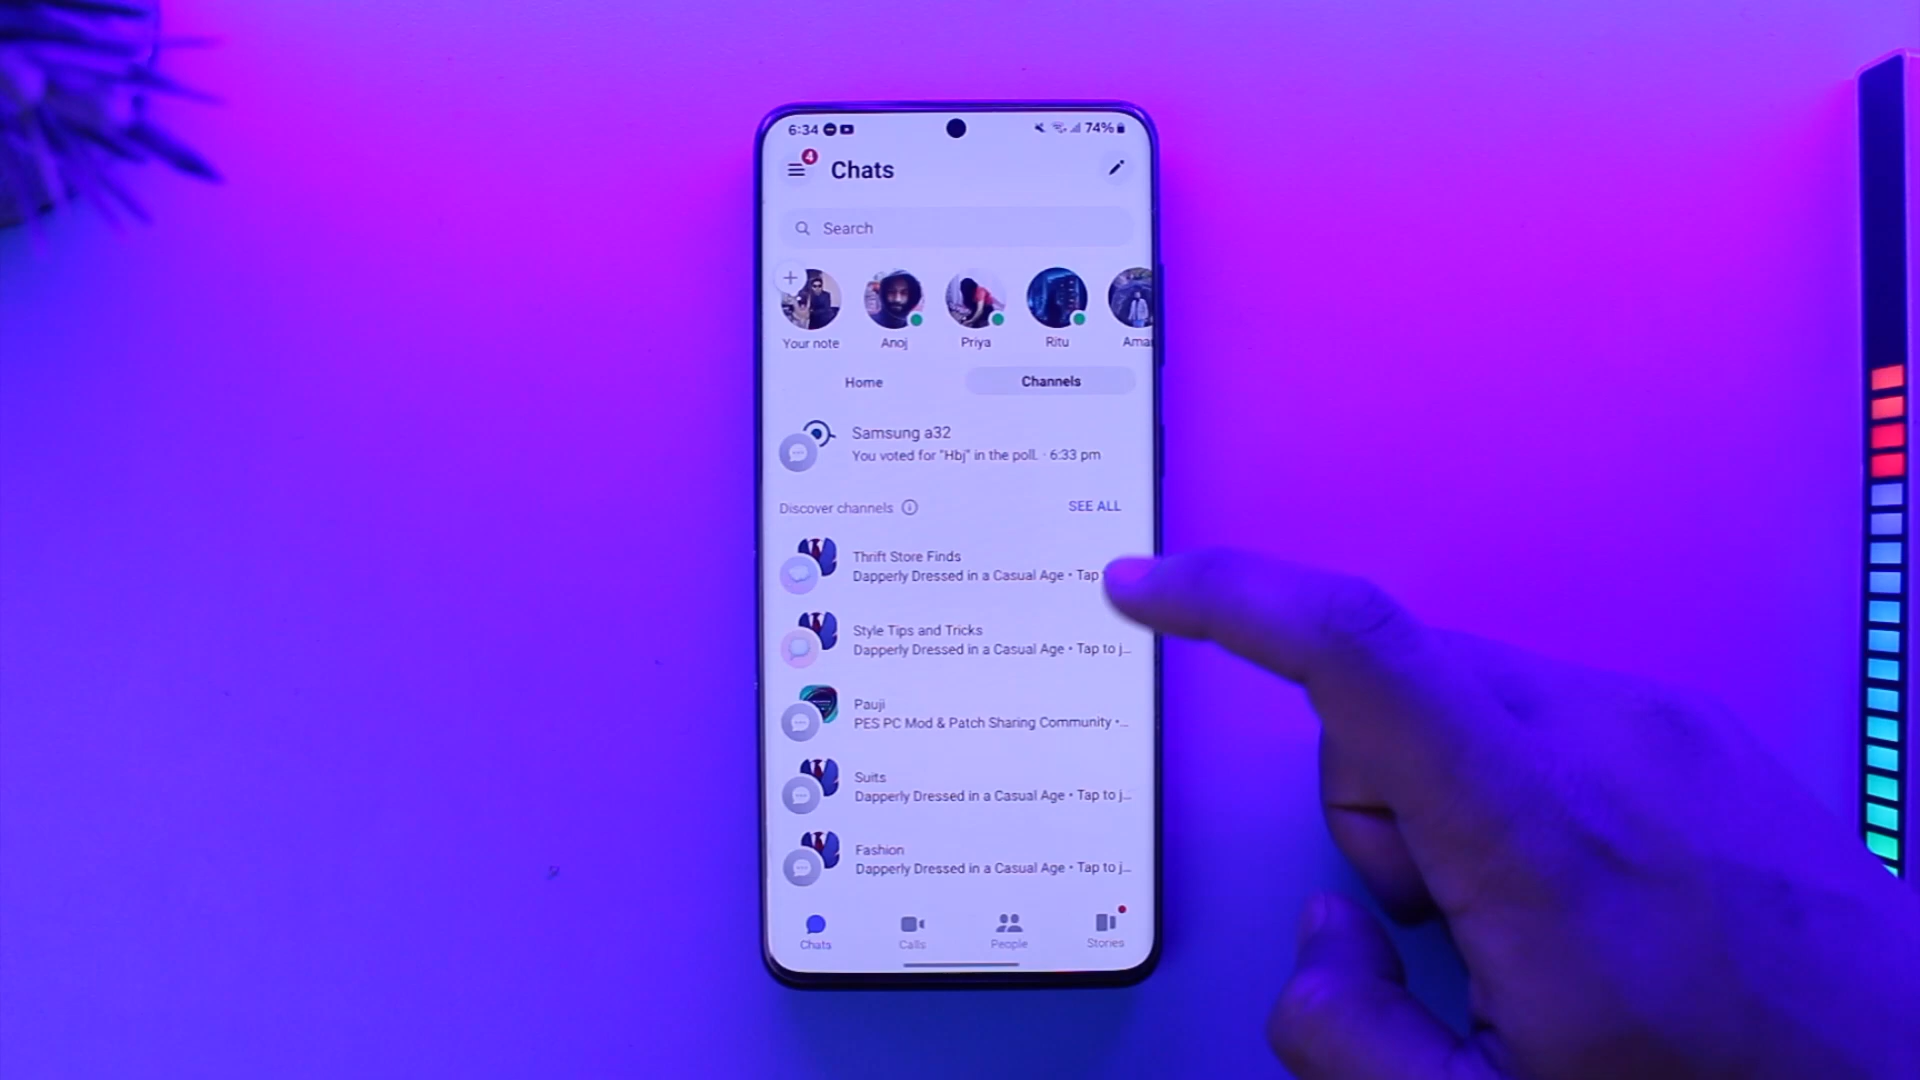 6:34
74%
4
Chats
Search
Your note
Anoj
Priya
Ritu
Ama
Home
Channels
Samsung a32
You voted for "Hbj" in the poll. · 6:33 pm
Discover channels
SEE ALL
Thrift Store Finds
Dapperly Dressed in a Casual Age • Tap
Style Tips and Tricks
Dapperly Dressed in a Casual Age • Tap to j...
Pauji
PES PC Mod & Patch Sharing Community •...
Suits
Dapperly Dressed in a Casual Age • Tap to j...
Fashion
Dapperly Dressed in a Casual Age • Tap to j...
Chats
Calls
People
Stories